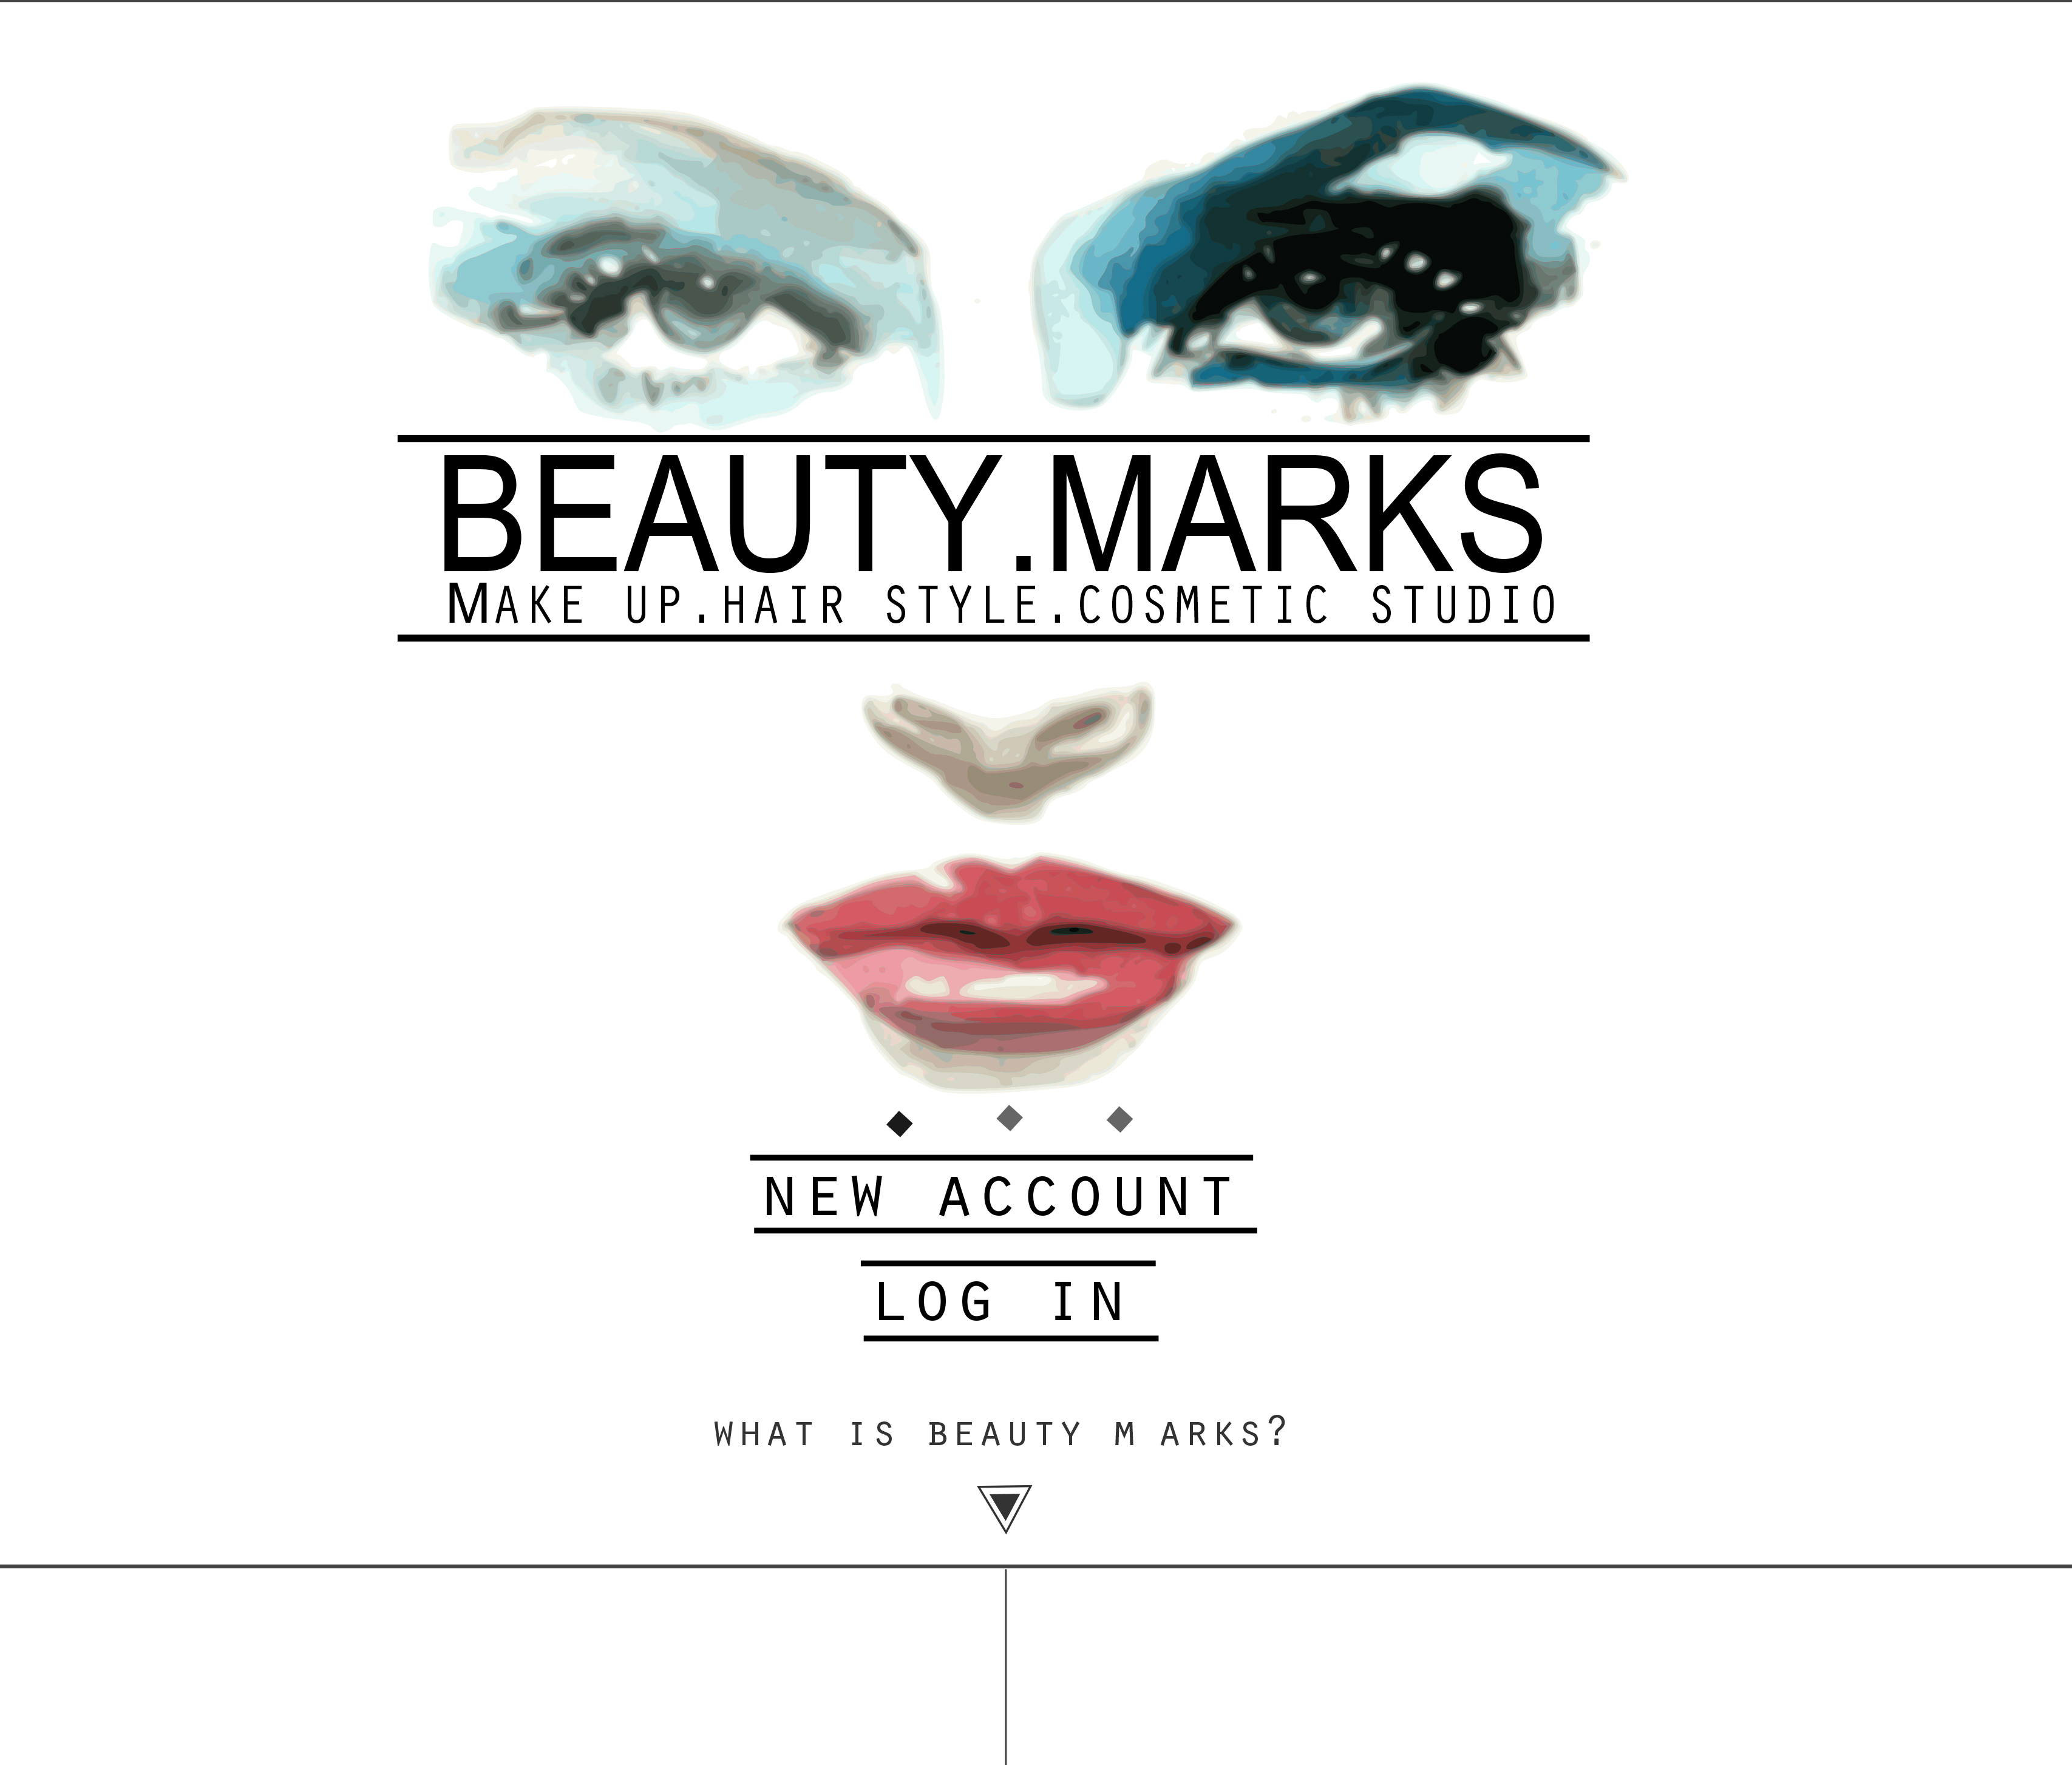 BEAUTY.MARKS
MAKE UP.HAIR STYLE.COSMETIC STUDIO
NEW ACCOUNT
LOG IN
WHAT IS BEAUTY M ARKS?